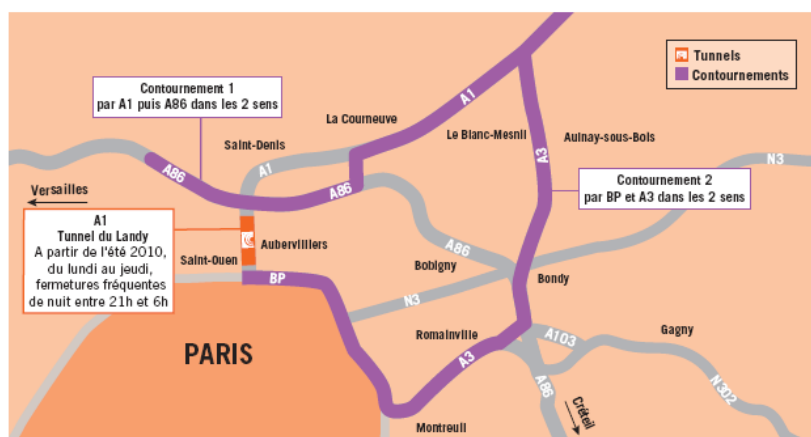 Tunnels
Contournements
Contournement 1
par A1 puis A86 dans les 2 sens
La Courneuve
A1
Saint-Denis
Le Blanc-Mesnil
Aulnay-sous-Bois
A1
A3
N3
A86
A86
Contournement 2
par BP et A3 dans les 2 sens
Versailles
A1
Tunnel du Landy
A partir de l'été 2010,
du lundi au jeudi,
fermetures fréquentes
de nuit entre 21h et 6h
Saint-Ouen
Aubervilliers
A86
BP
Bobigny
Bondy
N3
Romainville
A103
Gagny
PARIS
A3
A86
N302
Créteil
Montreuil